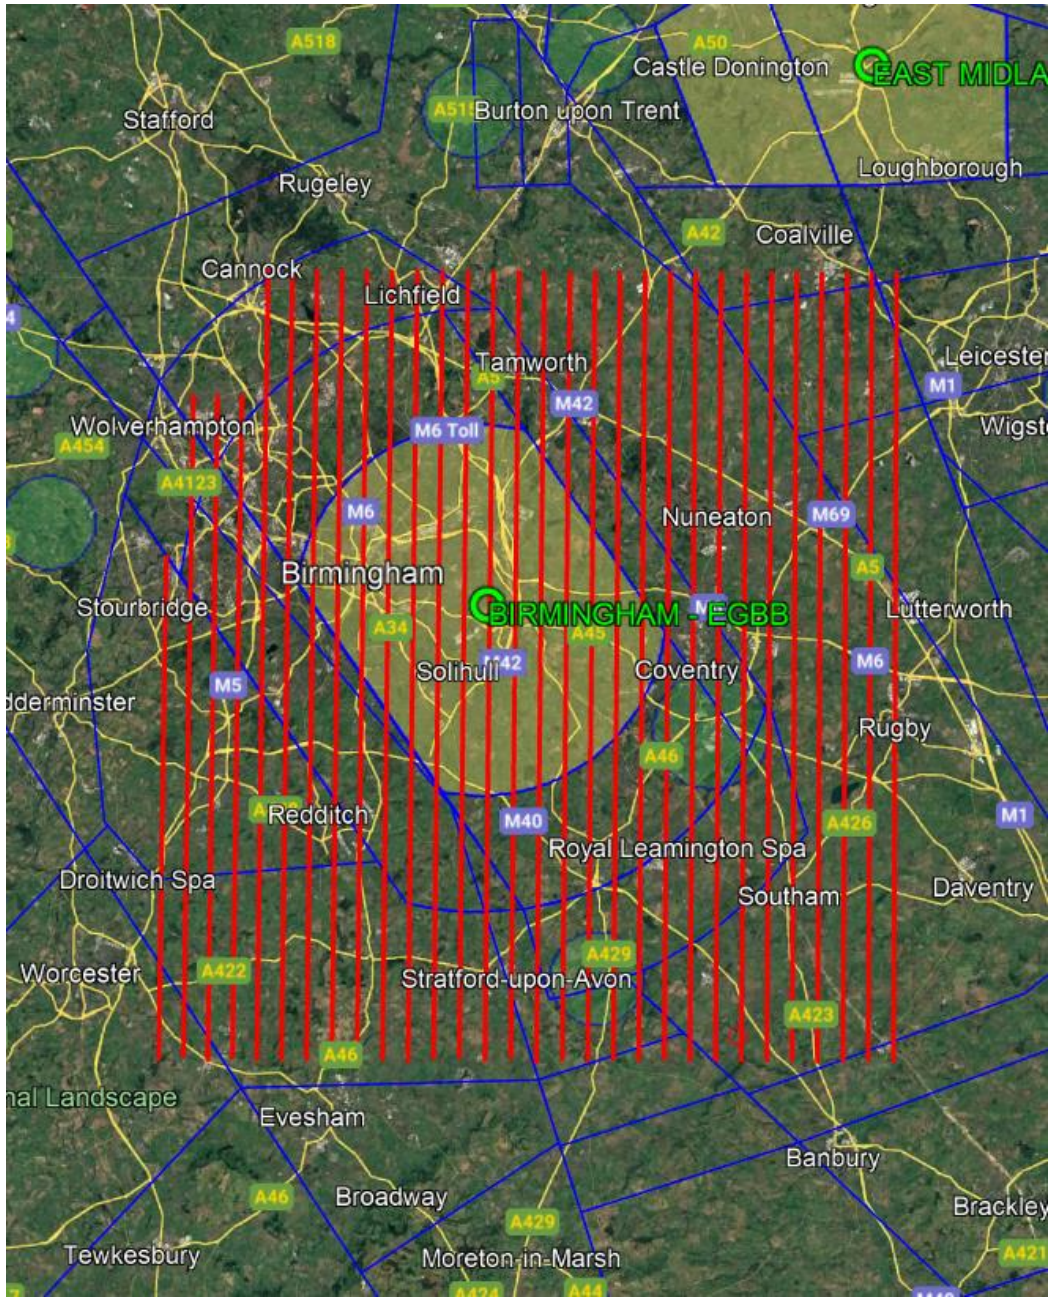 A518
A50
Castle Donington
EAST MIDLA
A515
Burton upon Trent
Stafford
Loughborough
Rugeley
A42
Coalville
Cannock
Lichfield
4
Leicester
Tamworth
A5
M1
M42
Wolverhampton
M6 Toll
Wigst
A454
A4123
M6
M69
Nuneaton
A5
Birmingham
Stourbridge
BIRMINGHAM - EGBB
Lutterworth
A34
A45
M42
Solihull
Coventry
M6
M5
dderminster
Rugby
A46
Redditch
M40
A426
M1
Royal Leamington Spa
Droitwich Spa
Daventry
Southam
A429
Worcester
A422
Stratford-upon-Avon
A423
A46
nal Landscape
Evesham
Banbury
A46
Broadway
Brackley
A429
A421
Tewkesbury
Moreton-in-Marsh
A424
A44